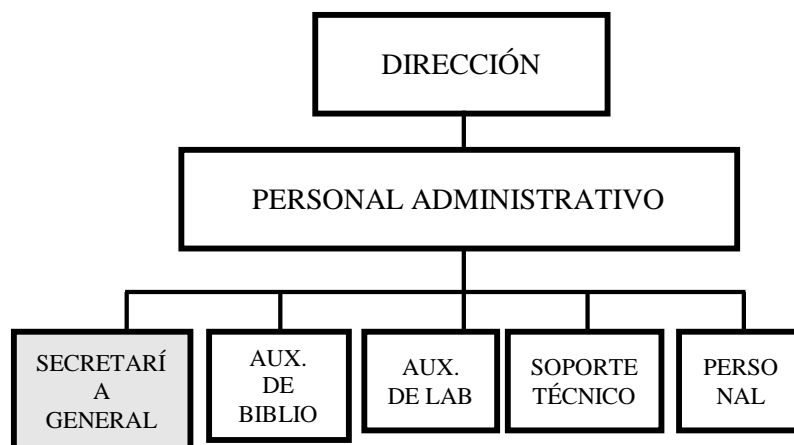 DIRECCIÓN
PERSONAL ADMINISTRATIVO
SECRETARÍ
A
GENERAL
AUX.
DE
BIBLIO
AUX.
DE LAB
SOPORTE
TÉCNICO
PERSO
NAL